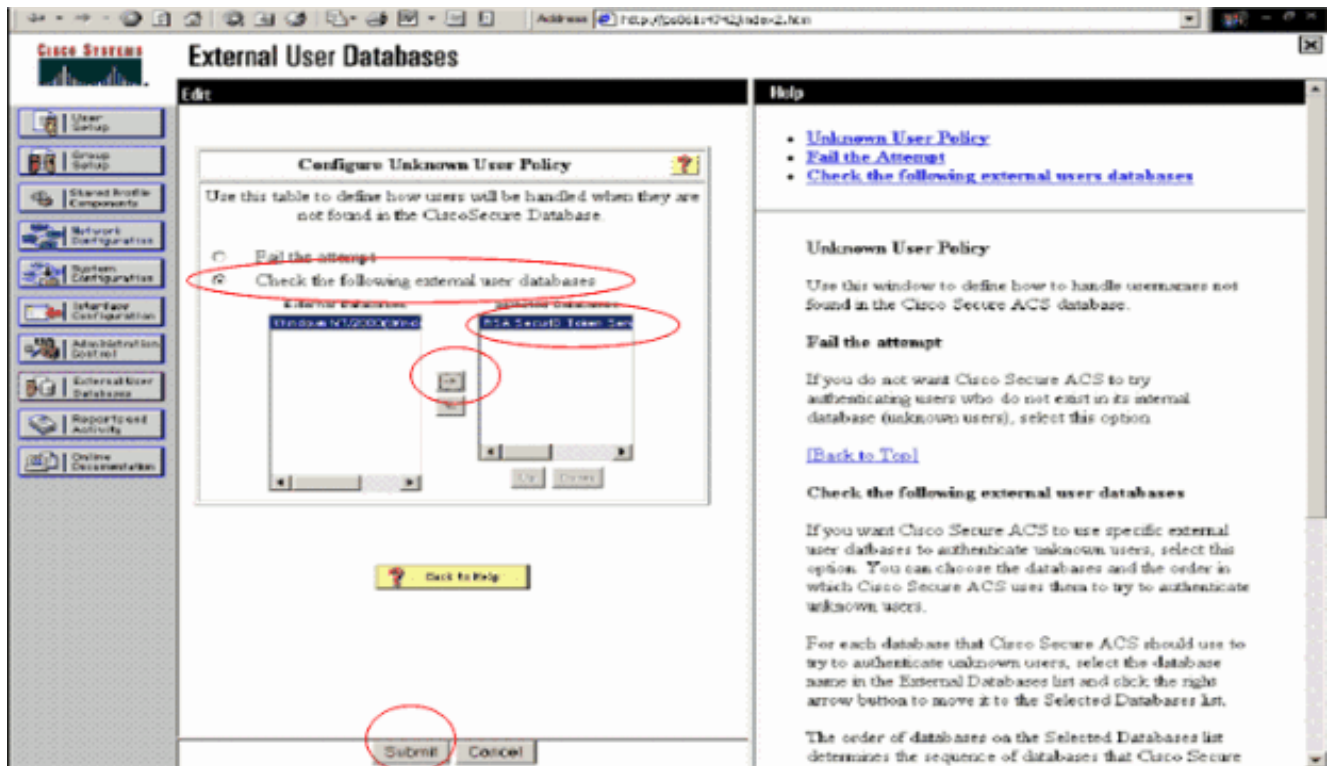 Address
Cisco Systems
External User Databases
Edit
User Setup
Group Setup
Shared Profile Components
Network Configuration
System Configuration
Interface Configuration
Administration Control
External User Databases
Reports and Activity
Online Documentation
Configure Unknown User Policy
Use this table to define how users will be handled when they are
not found in the CiscoSecure Database.
Fail the attempt
Check the following external user databases
External Databases
Selected Databases
Windows NT/2000
RSA SecurID Token Serv
->
<-
Up
Down
Back to Help
Submit
Cancel
Help
Unknown User Policy
Fail the Attempt
Check the following external users databases
Unknown User Policy
Use this window to define how to handle usernames not
found in the Cisco Secure ACS database.
Fail the attempt
If you do not want Cisco Secure ACS to try
authenticating users who do not exist in its internal
database (unknown users), select this option
[Back to Top]
Check the following external user databases
If you want Cisco Secure ACS to use specific external
user datbases to authenticate unknown users, select this
option. You can choose the databases and the order in
which Cisco Secure ACS uses them to try to authenticate
unknown users.
For each database that Cisco Secure ACS should use to
try to authenticate unknown users, select the database
name in the External Databases list and click the right
arrow button to move it to the Selected Databases list.
The order of databases on the Selected Databases list
determines the sequence of databases that Cisco Secure